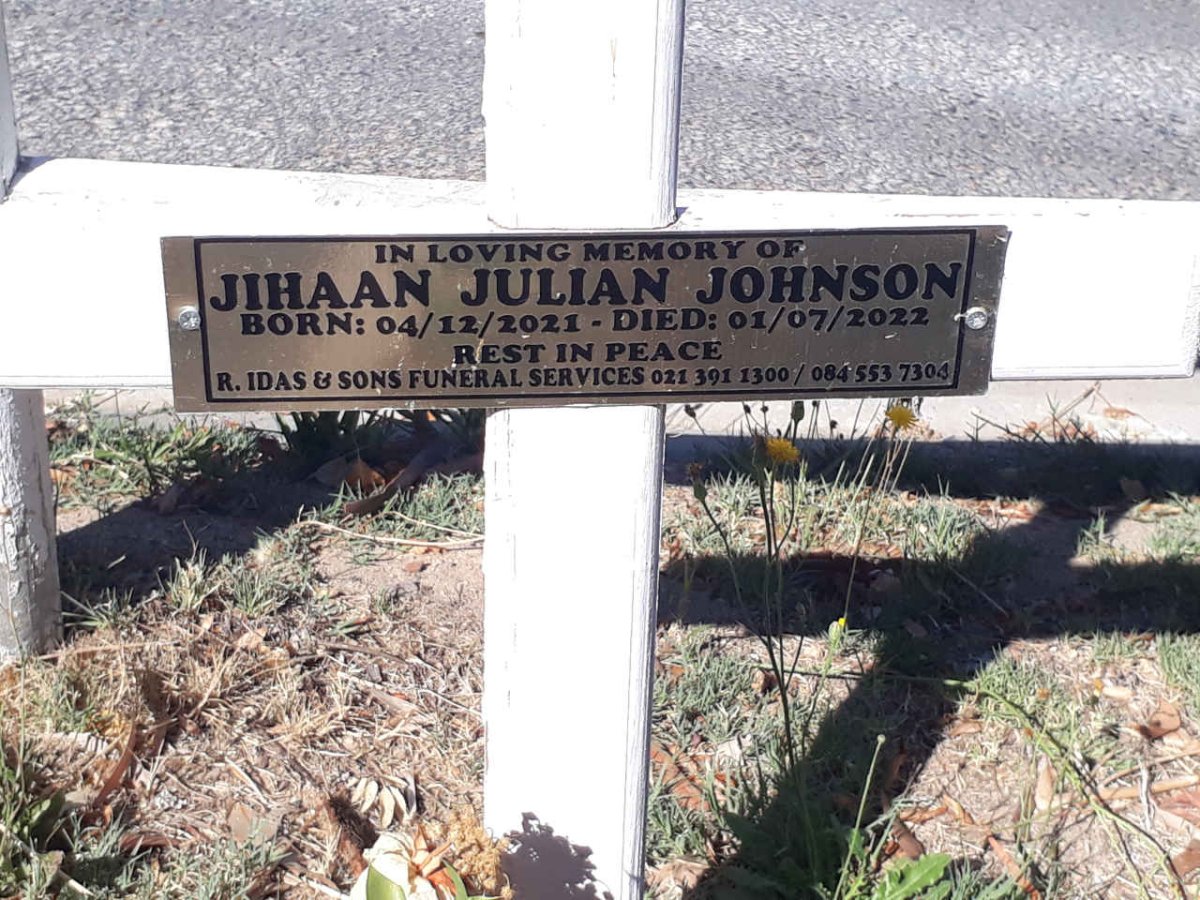 IN LOVING MEMORY OF
JIHAAN JULIAN JOHNSON
BORN: 04/12/2021 - DIED: 01/07/2022
REST IN PEACE
R. IDAS & SONS FUNERAL SERVICES 021 391 1300 / 084 553 7304